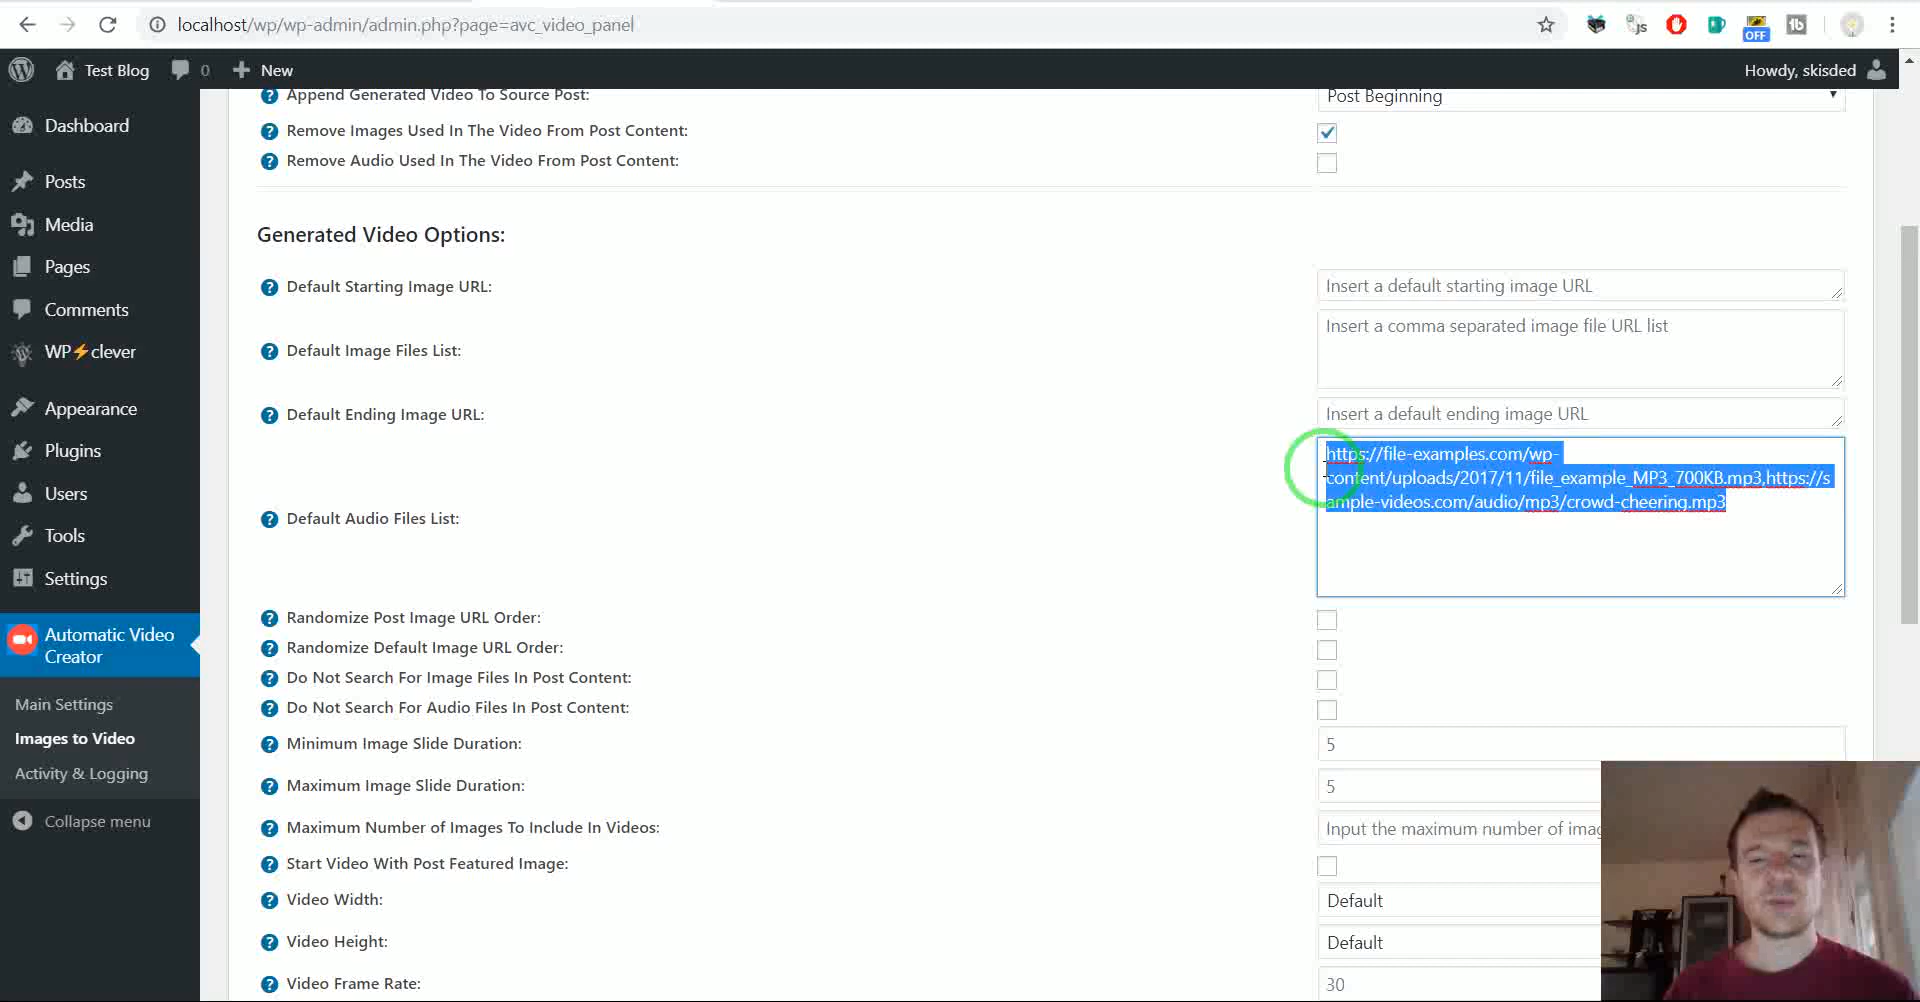 localhost/wp/wp-admin/admin.php?page=avc_video_panel
JS
OFF
Test Blog
0
New
Howdy, skisded
Dashboard
Posts
Media
Pages
Comments
WP⚡clever
Appearance
Plugins
Users
Tools
Settings
Automatic Video
Creator
Main Settings
Images to Video
Activity & Logging
Collapse menu
Append Generated Video To Source Post:
Post Beginning
Remove Images Used In The Video From Post Content:
Remove Audio Used In The Video From Post Content:
Generated Video Options:
Default Starting Image URL:
Insert a default starting image URL
Default Image Files List:
Insert a comma separated image file URL list
Default Ending Image URL:
Insert a default ending image URL
Default Audio Files List:
https://file-examples.com/wp-
content/uploads/2017/11/file_example_MP3_700KB.mp3,https://s
ample-videos.com/audio/mp3/crowd-cheering.mp3
Randomize Post Image URL Order:
Randomize Default Image URL Order:
Do Not Search For Image Files In Post Content:
Do Not Search For Audio Files In Post Content:
Minimum Image Slide Duration:
5
Maximum Image Slide Duration:
5
Maximum Number of Images To Include In Videos:
Input the maximum number of imag
Start Video With Post Featured Image:
Video Width:
Default
Video Height:
Default
Video Frame Rate:
30